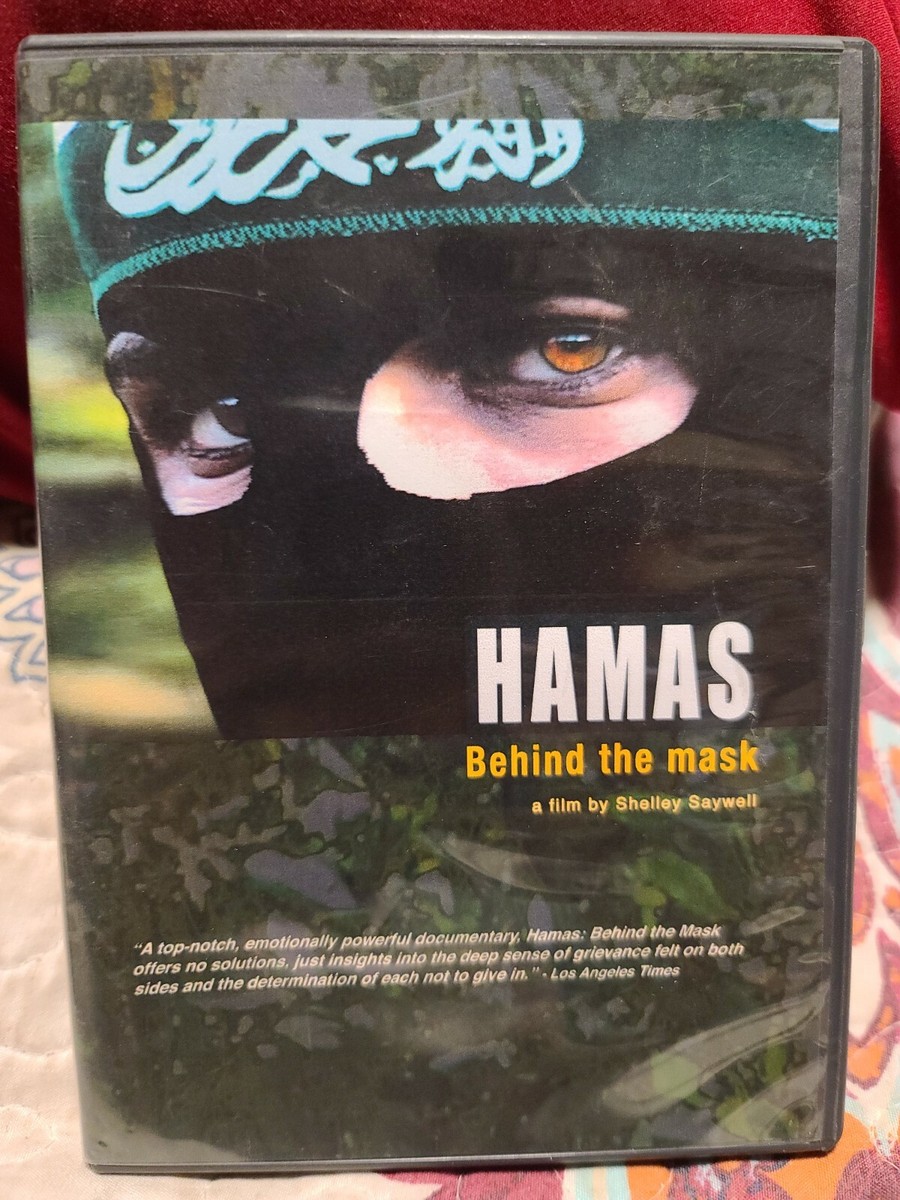 HAMAS
Behind the mask
a film by Shelley Saywell
“A top-notch, emotionally powerful documentary, Hamas: Behind the Mask
offers no solutions, just insights into the deep sense of grievance felt on both
sides and the determination of each not to give in.” - Los Angeles Times